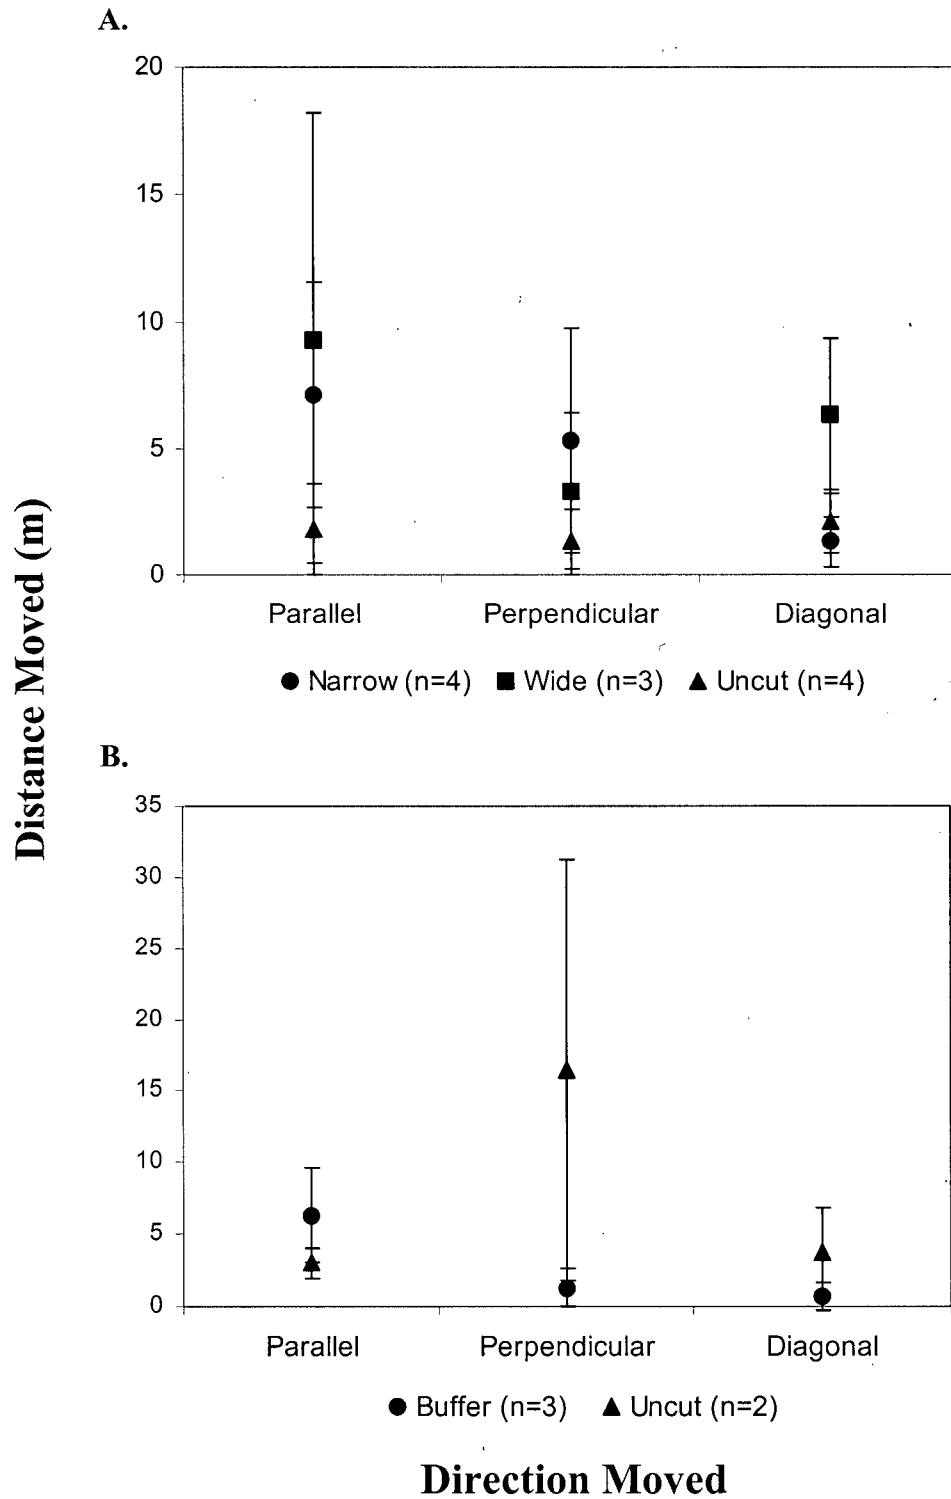 A.
20
15
10
5
0
Parallel Perpendicular Diagonal
● Narrow (n=4) ■ Wide (n=3) ▲ Uncut (n=4)
Distance Moved (m)
B.
35
30
25
20
15
10
5
0
Parallel Perpendicular Diagonal
● Buffer (n=3) ▲ Uncut (n=2)
Direction Moved